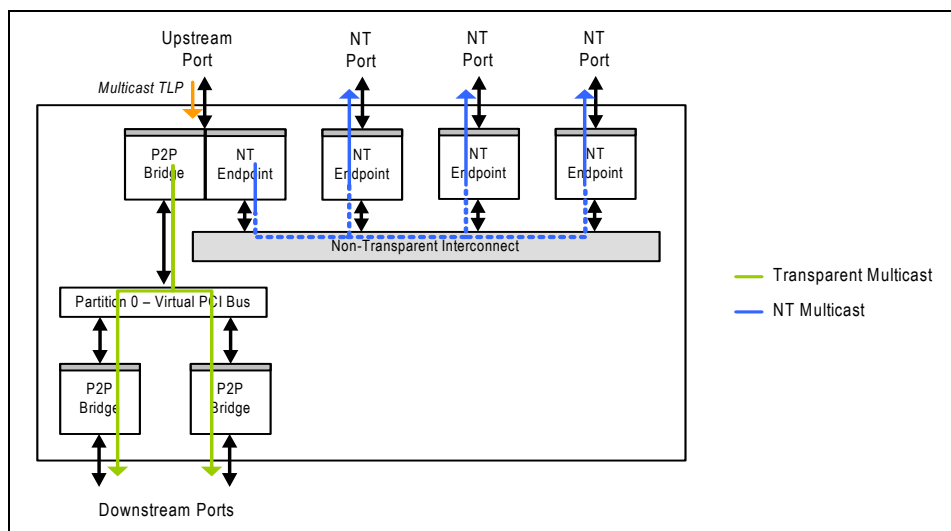 Upstream
Port
NT
Port
NT
Port
NT
Port
Multicast TLP
P2P
Bridge
NT
Endpoint
NT
Endpoint
NT
Endpoint
NT
Endpoint
Non-Transparent Interconnect
Transparent Multicast
NT Multicast
Partition 0 – Virtual PCI Bus
P2P
Bridge
P2P
Bridge
Downstream Ports